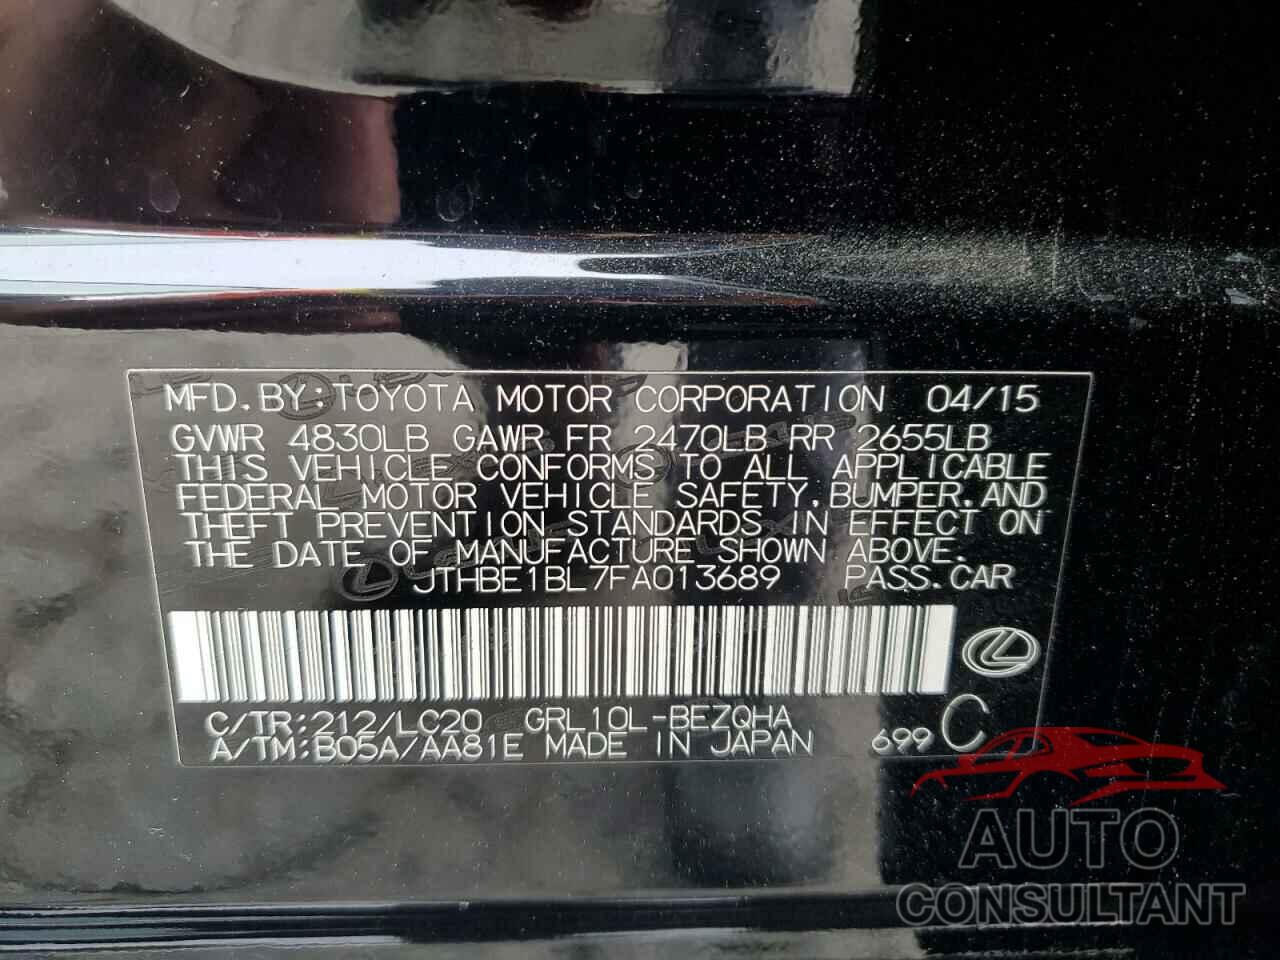 MFD.BY:TOYOTA MOTOR CORPORATION 04/15
GVWR 4830LB GAWR FR 2470LB RR 2655LB
THIS VEHICLE CONFORMS TO ALL APPLICABLE
FEDERAL MOTOR VEHICLE SAFETY,BUMPER,AND
THEFT PREVENTION STANDARDS IN EFFECT ON
THE DATE OF MANUFACTURE SHOWN ABOVE.
JTHBE1BL7FA013689 PASS.CAR
C/TR:212/LC20 GRL10L-BEZQHA
A/TM:B05A/AA81E MADE IN JAPAN 699 C
AUTO
CONSULTANT